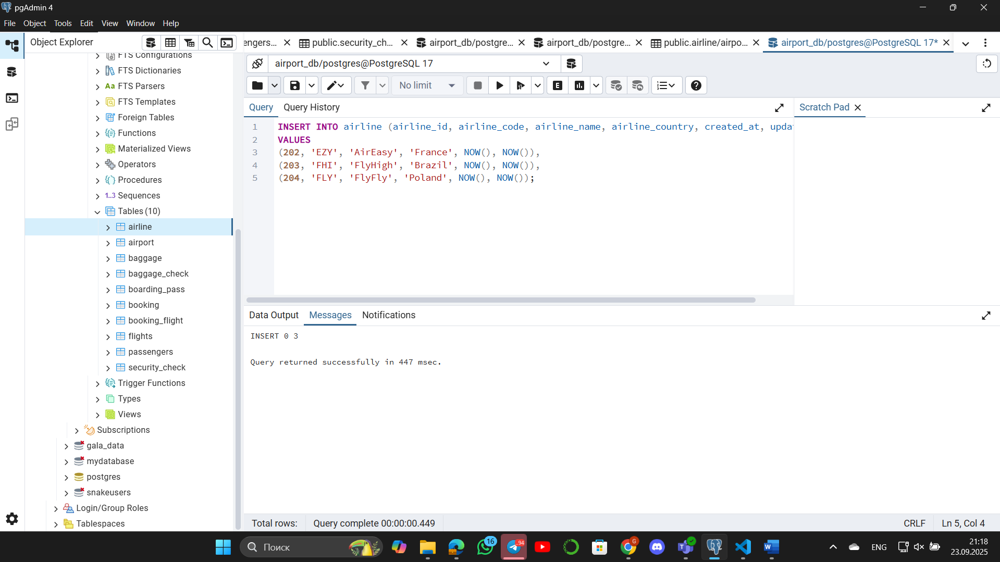 pgAdmin 4
File Object Tools Edit View Window Help
Object Explorer
engers... public.security_ch... airport_db/postgre... airport_db/postgre... public.airline/airpo... airport_db/postgres@PostgreSQL 17*
airport_db/postgres@PostgreSQL 17
No limit
E
Query Query History
Scratch Pad
1 INSERT INTO airline (airline_id, airline_code, airline_name, airline_country, created_at, upda
2 VALUES
3 (202, 'EZY', 'AirEasy', 'France', NOW(), NOW()),
4 (203, 'FHI', 'FlyHigh', 'Brazil', NOW(), NOW()),
5 (204, 'FLY', 'FlyFly', 'Poland', NOW(), NOW());
FTS Configurations
FTS Dictionaries
Aa FTS Parsers
FTS Templates
Foreign Tables
Functions
Materialized Views
Operators
Procedures
1..3 Sequences
Tables (10)
airline
airport
baggage
baggage_check
boarding_pass
booking
booking_flight
flights
passengers
security_check
Trigger Functions
Types
Views
Subscriptions
gala_data
mydatabase
postgres
snakeusers
Login/Group Roles
Tablespaces
Data Output Messages Notifications
INSERT 0 3
Query returned successfully in 447 msec.
Total rows: Query complete 00:00:00.449
CRLF Ln 5, Col 4
Поиск
16
94
G
ENG
21:18
23.09.2025